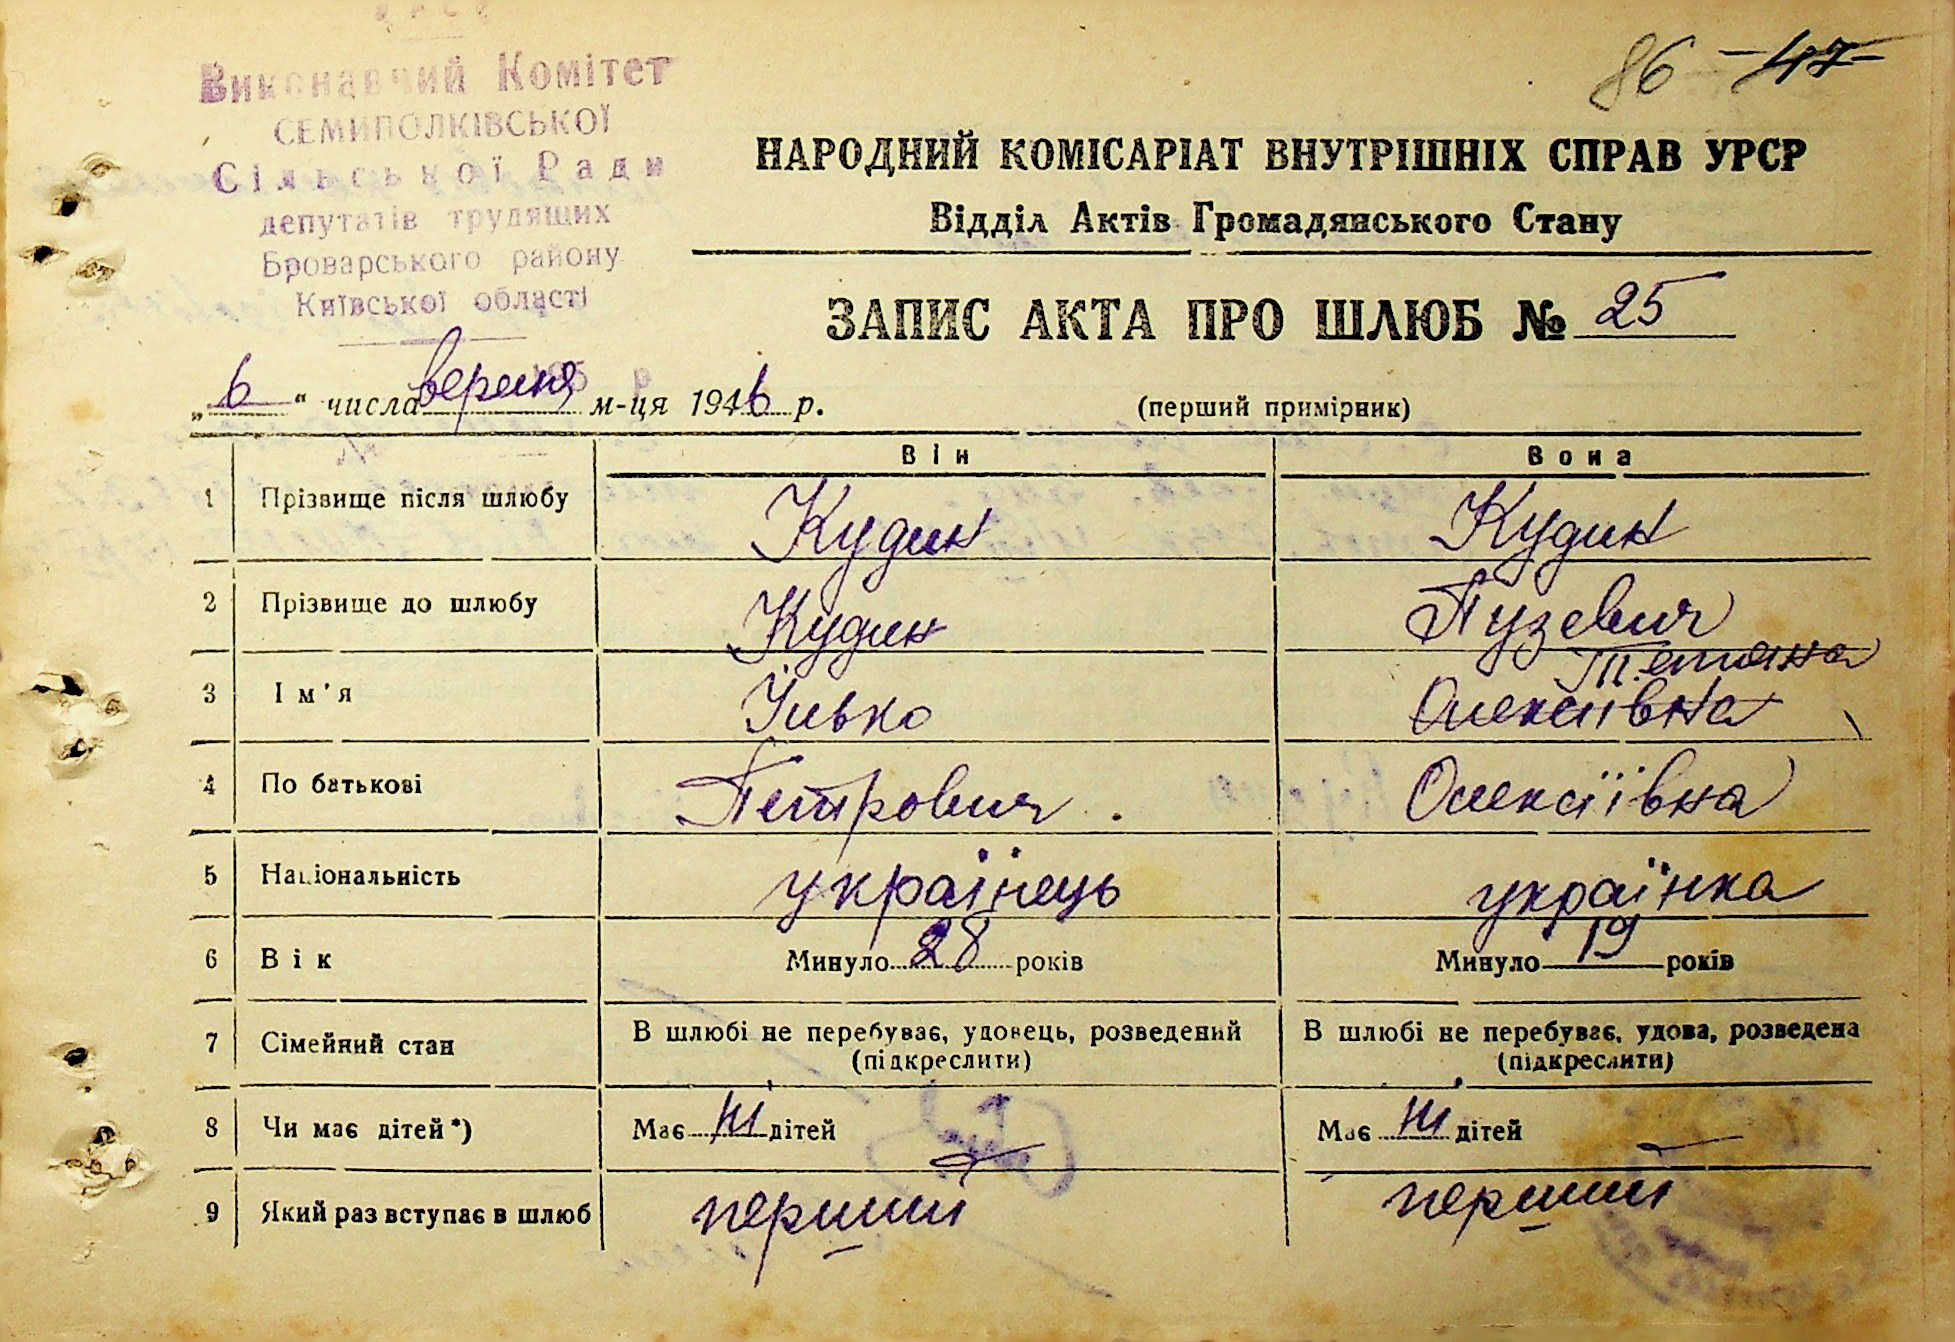 УРСР
Виконавчий Комітет
СЕМИПОЛКІВСЬКОЇ
Сільської Ради
депутатів трудящих
Броварського району
Київської області
86 - 47
НАРОДНИЙ КОМІСАРІАТ ВНУТРІШНІХ СПРАВ УРСР
Відділ Актів Громадянського Стану
ЗАПИС АКТА ПРО ШЛЮБ № 25
„6“ числа вересня м-ця 1946 р.
(перший примірник)
Він Вона
1 Прізвище після шлюбу Кудин Кудин
2 Прізвище до шлюбу Кудин Пузевич
Тетяна
3 Ім'я Ілько Олексіівна
4 По батькові Петрович. Олексіївна
5 Національність українець українка
6 Вік Минуло 28 років Минуло 19 років
7 Сімейний стан В шлюбі не перебуває, удовець, розведений В шлюбі не перебуває, удова, розведена
(підкреслити) (підкреслити)
8 Чи має дітей*) Має ні дітей Має ні дітей
9 Який раз вступає в шлюб перший перший